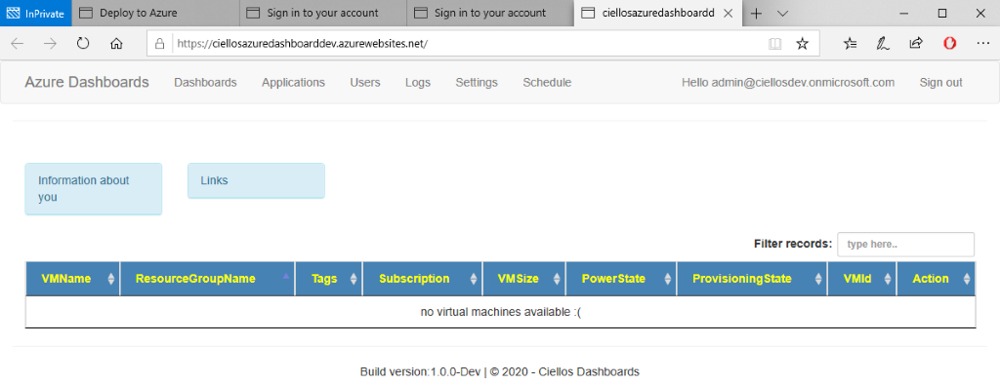 InPrivate Deploy to Azure Sign in to your account Sign in to your account ciellosazuredashboardd
https://ciellosazuredashboarddev.azurewebsites.net/
Azure Dashboards Dashboards Applications Users Logs Settings Schedule Hello admin@ciellosdev.onmicrosoft.com Sign out
Information about
you
Links
Filter records: type here..
VMName ResourceGroupName Tags Subscription VMSize PowerState ProvisioningState VMId Action
no virtual machines available :(
Build version:1.0.0-Dev | © 2020 - Ciellos Dashboards